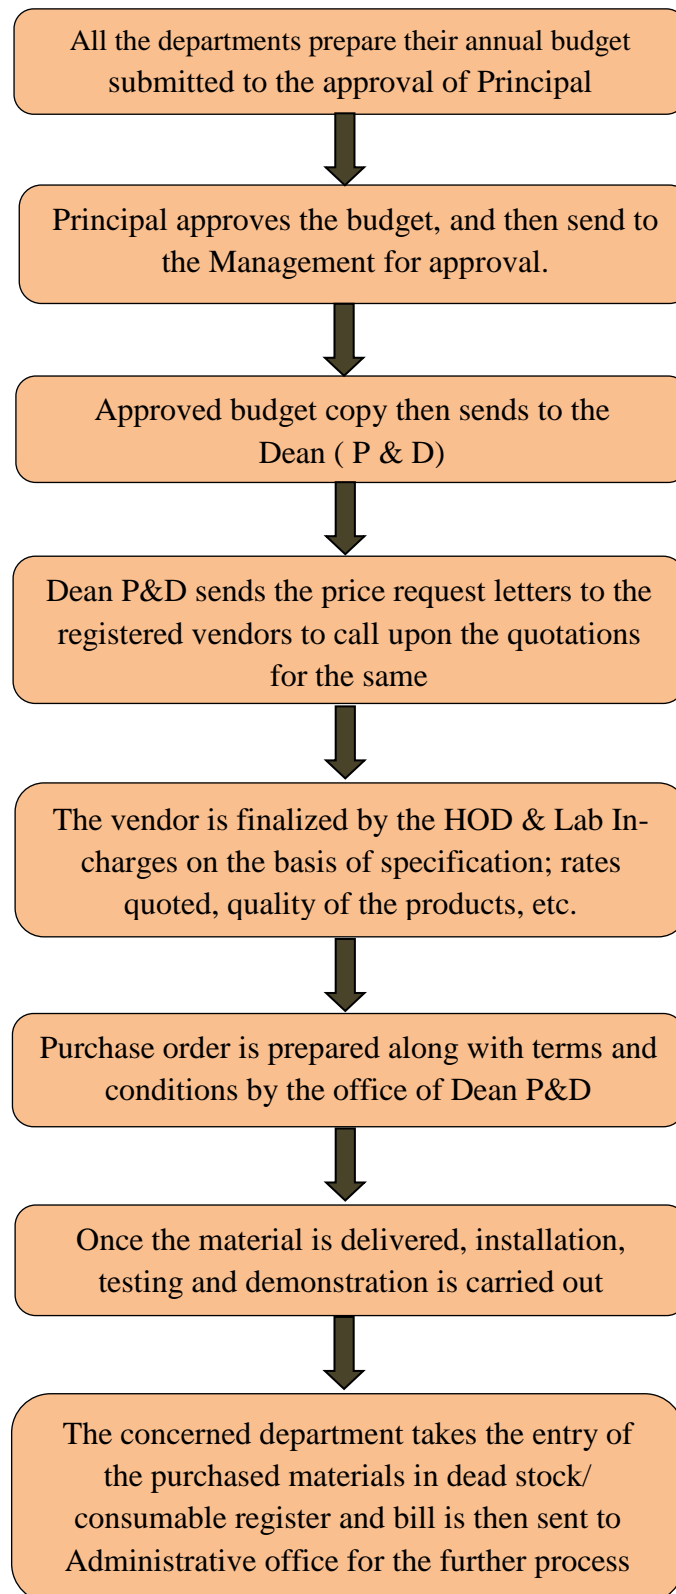 All the departments prepare their annual budget
submitted to the approval of Principal
Principal approves the budget, and then send to
the Management for approval.
Approved budget copy then sends to the
Dean ( P & D)
Dean P&D sends the price request letters to the
registered vendors to call upon the quotations
for the same
The vendor is finalized by the HOD & Lab In-
charges on the basis of specification; rates
quoted, quality of the products, etc.
Purchase order is prepared along with terms and
conditions by the office of Dean P&D
Once the material is delivered, installation,
testing and demonstration is carried out
The concerned department takes the entry of
the purchased materials in dead stock/
consumable register and bill is then sent to
Administrative office for the further process